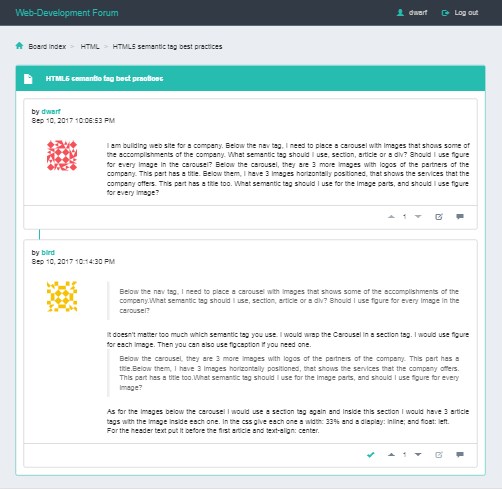 Web-Development Forum
dwarf
Log out
Board index > HTML > HTML5 semantic tag best practices
HTML5 semantic tag best practices
by dwarf
Sep 10, 2017 10:06:53 PM
I am building web site for a company. Below the nav tag, I need to place a carousel with images that shows some of
the accomplishments of the company. What semantic tag should I use, section, article or a div? Should I use figure
for every image in the carousel? Below the carousel, they are 3 more images with logos of the partners of the
company. This part has a title. Below them, I have 3 images horizontally positioned, that shows the services that the
company offers. This part has a title too. What semantic tag should I use for the image parts, and should I use figure
for every image?
1
by bird
Sep 10, 2017 10:14:30 PM
Below the nav tag, I need to place a carousel with images that shows some of the accomplishments of the
company.What semantic tag should I use, section, article or a div? Should I use figure for every image in the
carousel?
It doesn't matter too much which semantic tag you use. I would wrap the Carousel in a section tag. I would use figure
for each image. Then you can also use figcaption if you need one.
Below the carousel, they are 3 more images with logos of the partners of the company. This part has a
title.Below them, I have 3 images horizontally positioned, that shows the services that the company offers.
This part has a title too.What semantic tag should I use for the image parts, and should I use figure for every
image?
As for the images below the carousel I would use a section tag again and inside this section I would have 3 article
tags with the image inside each one. In the css give each one a width: 33% and a display: inline; and float: left.
For the header text put it before the first article and text-align: center.
1